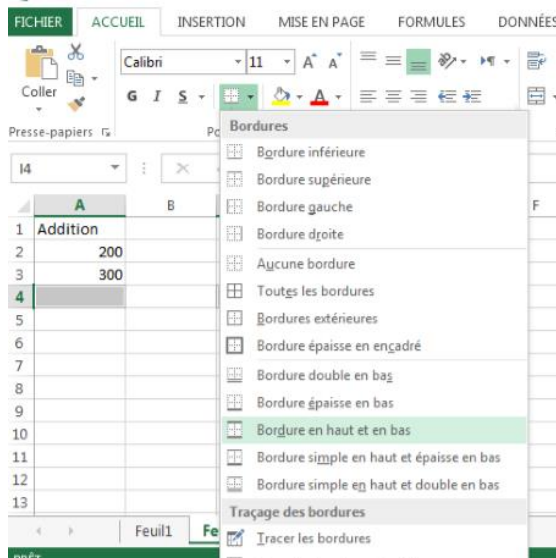 FICHIER ACCUEIL INSERTION MISE EN PAGE FORMULES DONNÉES
Calibri 11 A A
Coller
G I S A
Presse-papiers
Bordures
I4
Bordure inférieure
Bordure supérieure
Bordure gauche
Bordure droite
Aucune bordure
Toutes les bordures
Bordures extérieures
Bordure épaisse en encadré
Bordure double en bas
Bordure épaisse en bas
Bordure en haut et en bas
Bordure simple en haut et épaisse en bas
Bordure simple en haut et double en bas
Traçage des bordures
Tracer les bordures
A B F
1 Addition
2 200
3 300
4
5
6
7
8
9
10
11
12
13
Feuil1 Fe